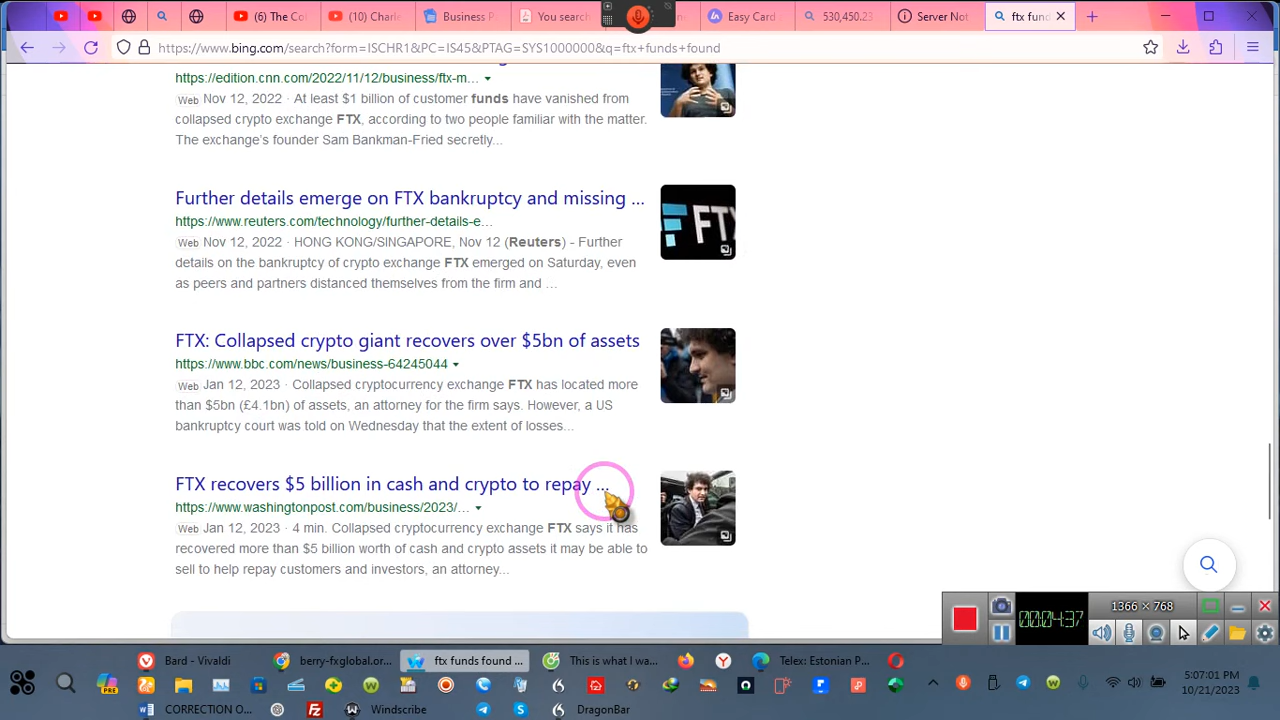 (6) The Co
(10) Charle
Business P
You search
Easy Card
530,450.23
Server Not
ftx fund
https://www.bing.com/search?form=ISCHR1&PC=IS45&PTAG=SYS1000000&q=ftx+funds+found
https://edition.cnn.com/2022/11/12/business/ftx-m...
Web Nov 12, 2022 · At least $1 billion of customer funds have vanished from
collapsed crypto exchange FTX, according to two people familiar with the matter.
The exchange's founder Sam Bankman-Fried secretly...
Further details emerge on FTX bankruptcy and missing ...
https://www.reuters.com/technology/further-details-e...
Web Nov 12, 2022 · HONG KONG/SINGAPORE, Nov 12 (Reuters) - Further
details on the bankruptcy of crypto exchange FTX emerged on Saturday, even
as peers and partners distanced themselves from the firm and ...
FTX
FTX: Collapsed crypto giant recovers over $5bn of assets
https://www.bbc.com/news/business-64245044
Web Jan 12, 2023 · Collapsed cryptocurrency exchange FTX has located more
than $5bn (£4.1bn) of assets, an attorney for the firm says. However, a US
bankruptcy court was told on Wednesday that the extent of losses...
FTX recovers $5 billion in cash and crypto to repay ...
https://www.washingtonpost.com/business/2023/...
Web Jan 12, 2023 · 4 min. Collapsed cryptocurrency exchange FTX says it has
recovered more than $5 billion worth of cash and crypto assets it may be able to
sell to help repay customers and investors, an attorney...
1366 × 768
00:04:37
Bard - Vivaldi
berry-fxglobal.or...
ftx funds found ...
This is what I wa...
Telex: Estonian P...
PRE
5:07:01 PM
10/21/2023
CORRECTION O...
Windscribe
DragonBar